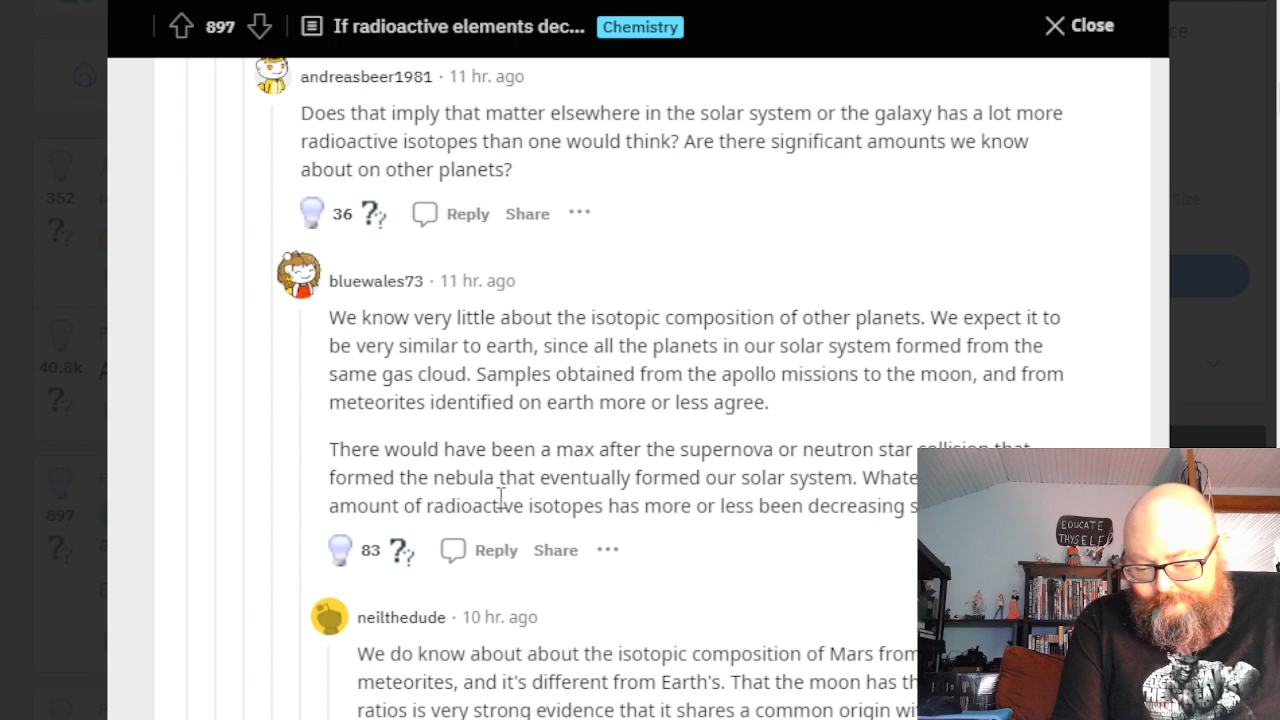 897
If radioactive elements dec...
Chemistry
Close
andreasbeer1981 · 11 hr. ago
Does that imply that matter elsewhere in the solar system or the galaxy has a lot more
radioactive isotopes than one would think? Are there significant amounts we know
about on other planets?
36
Reply
Share
bluewales73 · 11 hr. ago
We know very little about the isotopic composition of other planets. We expect it to
be very similar to earth, since all the planets in our solar system formed from the
same gas cloud. Samples obtained from the apollo missions to the moon, and from
meteorites identified on earth more or less agree.
There would have been a max after the supernova or neutron star collision that
formed the nebula that eventually formed our solar system. Whate
amount of radioactive isotopes has more or less been decreasing s
83
Reply
Share
neilthedude · 10 hr. ago
We do know about about the isotopic composition of Mars from
meteorites, and it's different from Earth's. That the moon has th
ratios is very strong evidence that it shares a common origin wi
352
40.8k
897
Size
EDUCATE
THYSELF